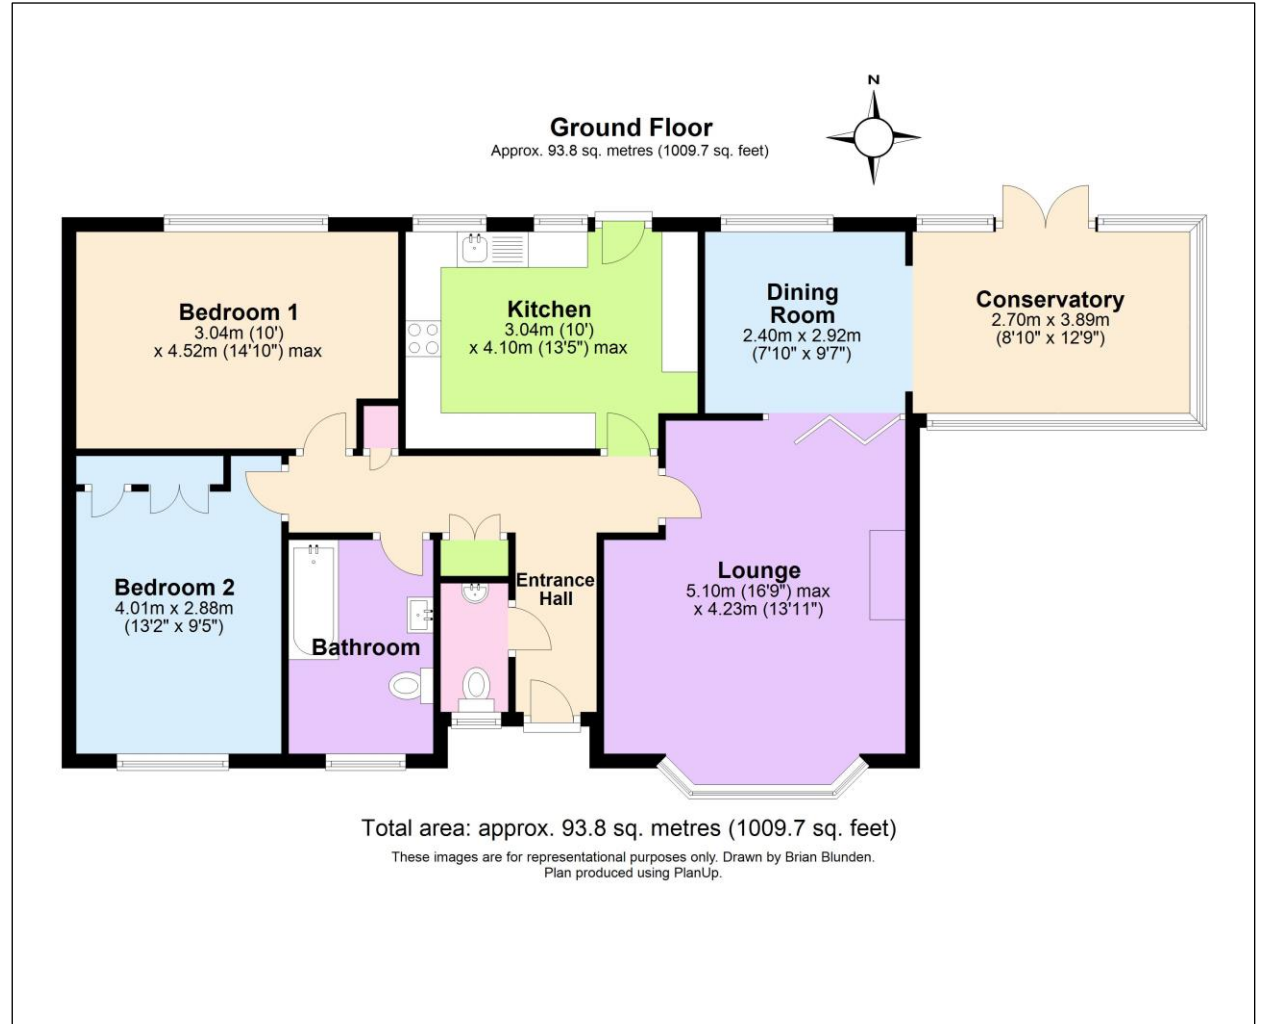 N
Ground Floor
Approx. 93.8 sq. metres (1009.7 sq. feet)
Bedroom 1
3.04m (10')
x 4.52m (14'10") max
Kitchen
3.04m (10')
x 4.10m (13'5") max
Dining
Room
2.40m x 2.92m
(7'10" x 9'7")
Conservatory
2.70m x 3.89m
(8'10" x 12'9")
Bedroom 2
4.01m x 2.88m
(13'2" x 9'5")
Bathroom
Entrance
Hall
Lounge
5.10m (16'9") max
x 4.23m (13'11")
Total area: approx. 93.8 sq. metres (1009.7 sq. feet)
These images are for representational purposes only. Drawn by Brian Blunden.
Plan produced using PlanUp.